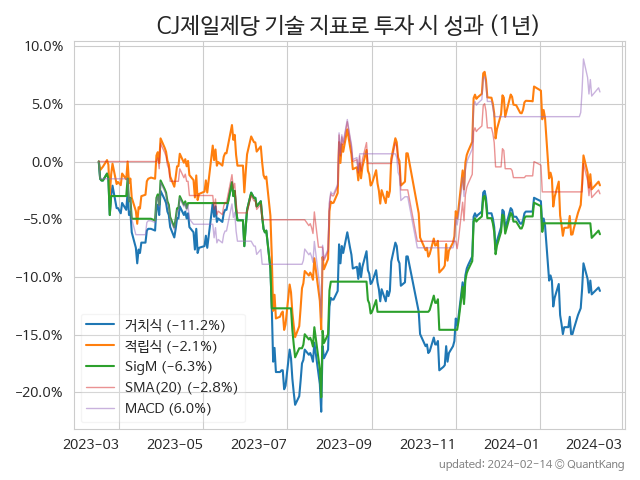 CJ제일제당 기술 지표로 투자 시 성과 (1년)
10.0%
5.0%
0.0%
−5.0%
−10.0%
−15.0%
−20.0%
거치식 (−11.2%)
적립식 (−2.1%)
SigM (−6.3%)
SMA(20) (−2.8%)
MACD (6.0%)
2023−03 2023−05 2023−07 2023−09 2023−11 2024−01 2024−03
updated: 2024−02−14 © QuantKang